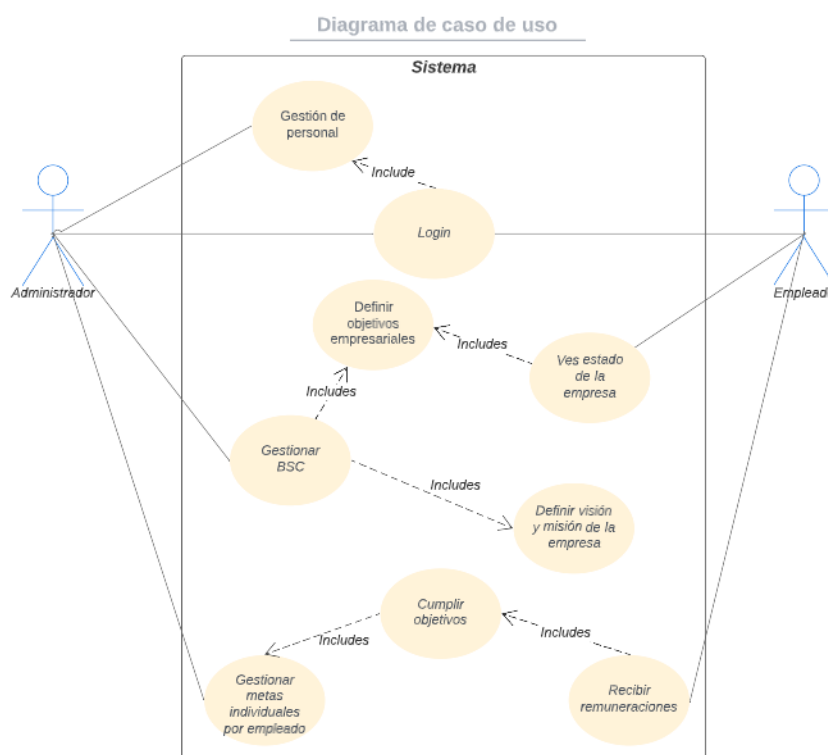 Diagrama de caso de uso
Sistema
Gestión de
personal
Include
Login
Administrador
Empleado
Definir
objetivos
empresariales
Includes
Ves estado
de la
empresa
Includes
Gestionar
BSC
Includes
Definir visión
y misión de la
empresa
Cumplir
objetivos
Includes
Includes
Gestionar
metas
individuales
por empleado
Recibir
remuneraciones